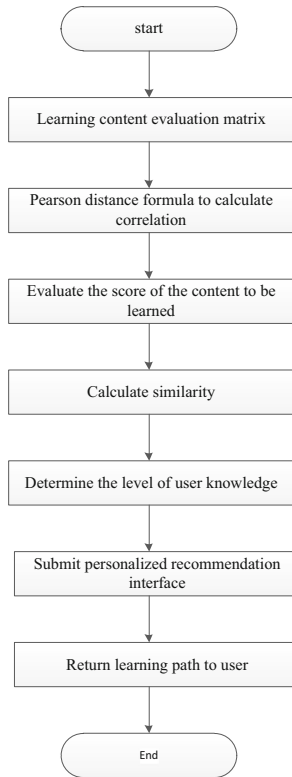 start
Learning content evaluation matrix
Pearson distance formula to calculate
correlation
Evaluate the score of the content to be
learned
Calculate similarity
Determine the level of user knowledge
Submit personalized recommendation
interface
Return learning path to user
End